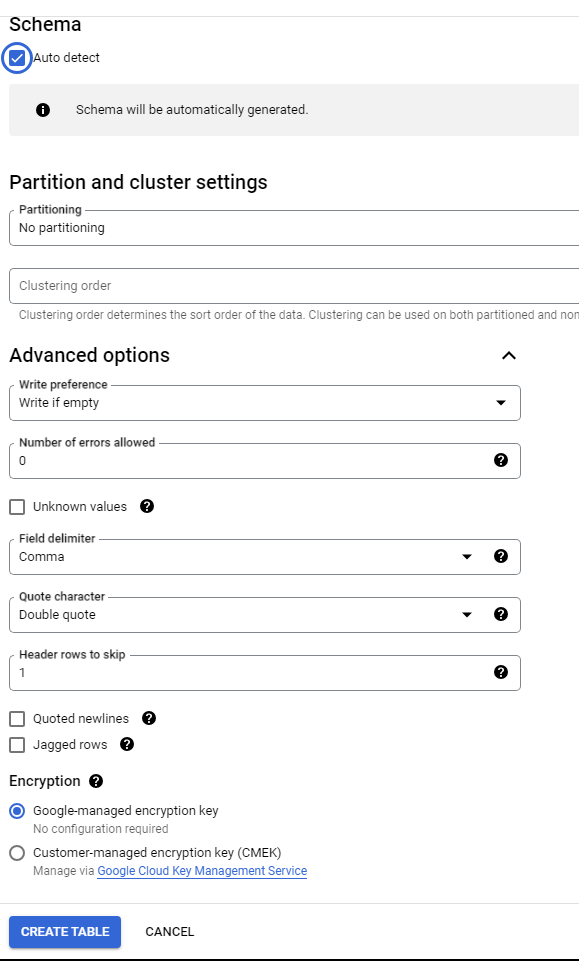 Schema
Auto detect
Schema will be automatically generated.
Partition and cluster settings
Partitioning
No partitioning
Clustering order
Clustering order determines the sort order of the data. Clustering can be used on both partitioned and non
Advanced options
Write preference
Write if empty
Number of errors allowed
0
Unknown values
Field delimiter
Comma
Quote character
Double quote
Header rows to skip
1
Quoted newlines
Jagged rows
Encryption
Google-managed encryption key
No configuration required
Customer-managed encryption key (CMEK)
Manage via Google Cloud Key Management Service
CREATE TABLE CANCEL